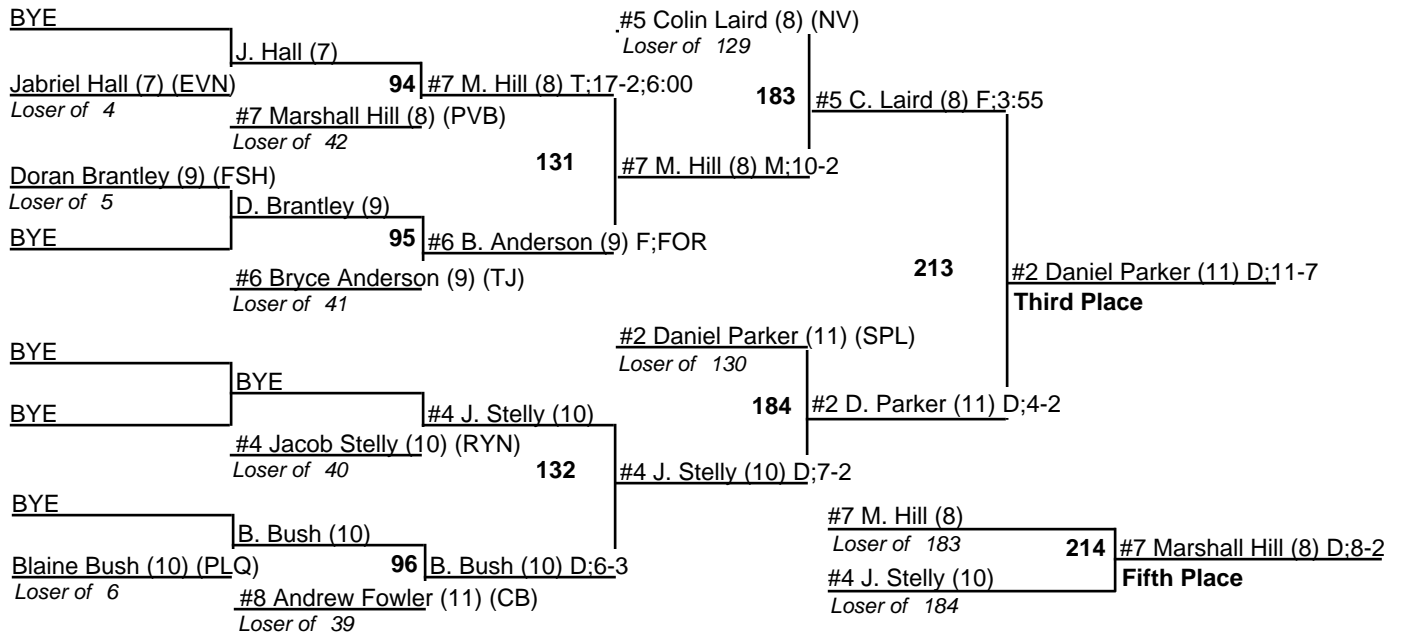 BYE
J. Hall (7)
Jabriel Hall (7) (EVN)
Loser of 4
94
#7 M. Hill (8) T;17-2;6:00
#7 Marshall Hill (8) (PVB)
Loser of 42
131
#7 M. Hill (8) M;10-2
Doran Brantley (9) (FSH)
Loser of 5
D. Brantley (9)
BYE
95
#6 B. Anderson (9) F;FOR
#6 Bryce Anderson (9) (TJ)
Loser of 41
#5 Colin Laird (8) (NV)
Loser of 129
183
#5 C. Laird (8) F;3:55
213
#2 Daniel Parker (11) D;11-7
Third Place
BYE
BYE
BYE
#4 J. Stelly (10)
#4 Jacob Stelly (10) (RYN)
Loser of 40
132
#4 J. Stelly (10) D;7-2
#2 Daniel Parker (11) (SPL)
Loser of 130
184
#2 D. Parker (11) D;4-2
BYE
B. Bush (10)
Blaine Bush (10) (PLQ)
Loser of 6
96
B. Bush (10) D;6-3
#8 Andrew Fowler (11) (CB)
Loser of 39
#7 M. Hill (8)
Loser of 183
214
#7 Marshall Hill (8) D;8-2
Fifth Place
#4 J. Stelly (10)
Loser of 184